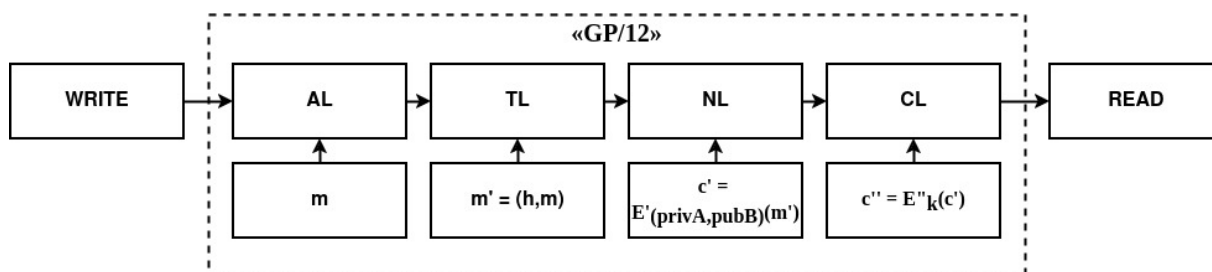 «GP/12»
WRITE
AL
TL
NL
CL
READ
m
m' = (h,m)
c' =
E'(privA,pubB)(m')
c'' = E"k(c')